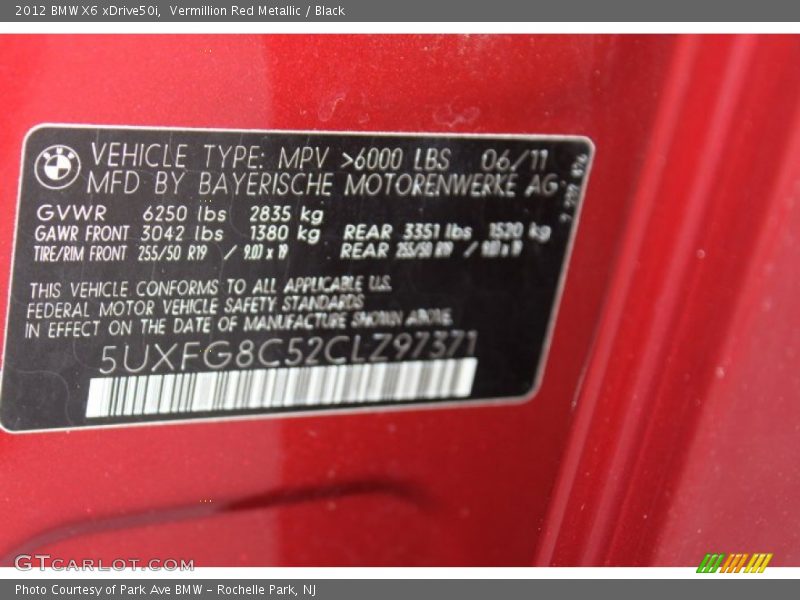 2012 BMW X6 xDrive50i,  Vermillion Red Metallic / Black
BMW
VEHICLE TYPE: MPV >6000 LBS 06/11
MFD BY BAYERISCHE MOTORENWERKE AG
GVWR 6250 lbs 2835 kg
GAWR FRONT 3042 lbs 1380 kg REAR 3351 lbs 1520 kg
TIRE/RIM FRONT 255/50 R19 / 9.0J x 19 REAR 255/50 R19 / 9.0J x 19
THIS VEHICLE CONFORMS TO ALL APPLICABLE U.S.
FEDERAL MOTOR VEHICLE SAFETY STANDARDS
IN EFFECT ON THE DATE OF MANUFACTURE SHOWN ABOVE.
5UXFG8C52CLZ97371
GTCARLOT.COM
Photo Courtesy of Park Ave BMW - Rochelle Park, NJ